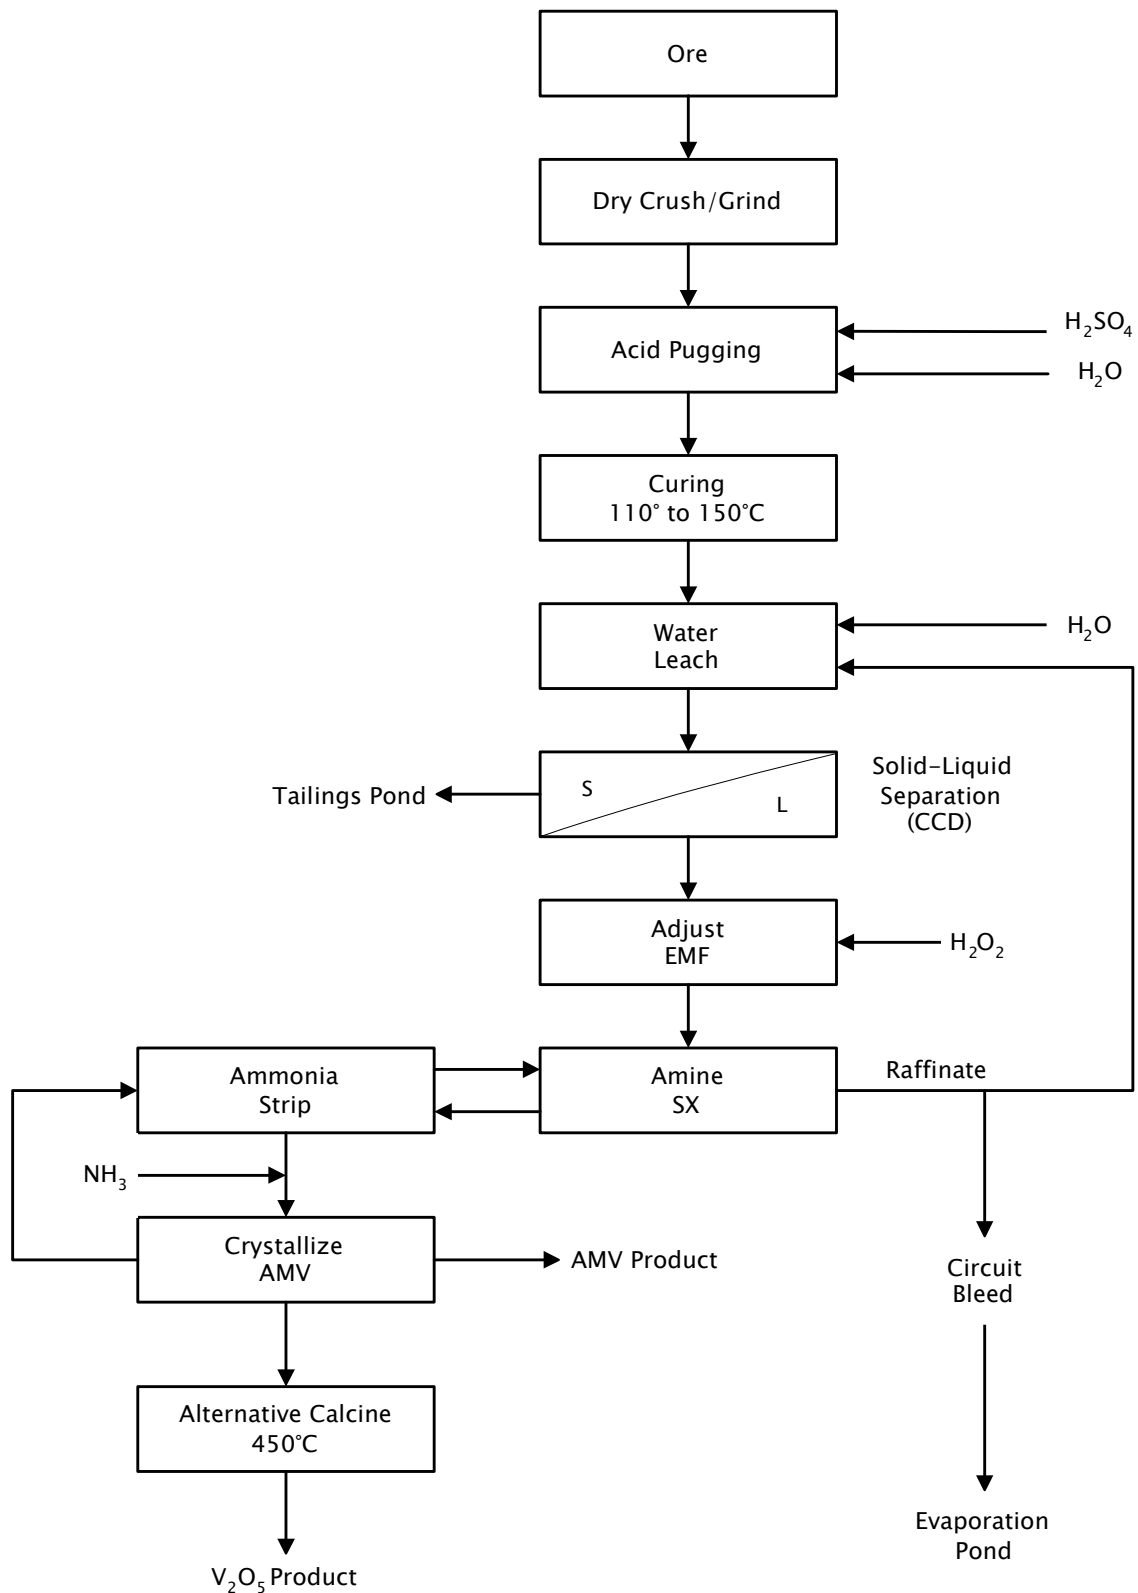 Ore
Dry Crush/Grind
Acid Pugging
H₂SO₄
H₂O
Curing
110° to 150°C
Water
Leach
H₂O
Tailings Pond
S
L
Solid–Liquid
Separation
(CCD)
Adjust
EMF
H₂O₂
Ammonia
Strip
Amine
SX
Raffinate
NH₃
Crystallize
AMV
AMV Product
Circuit
Bleed
Alternative Calcine
450°C
Evaporation
Pond
V₂O₅ Product